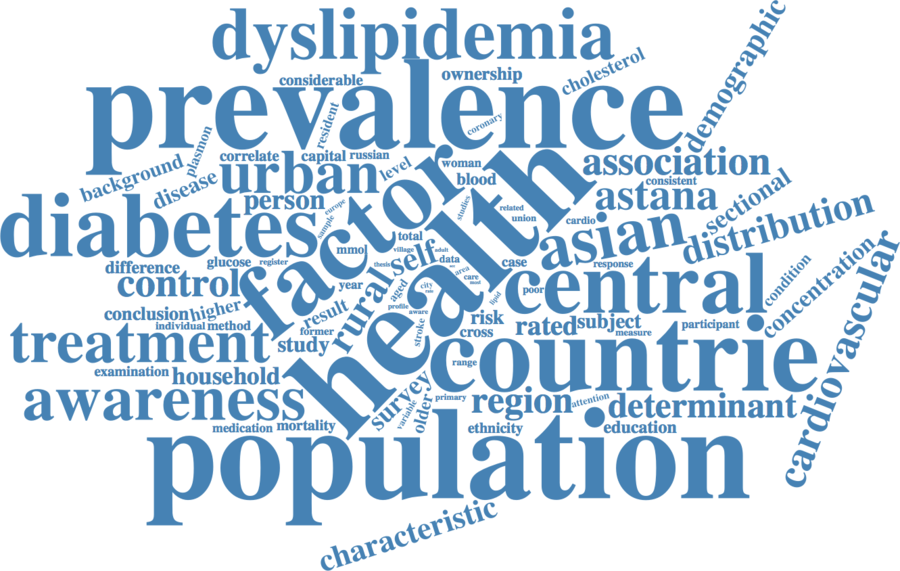 dyslipidemia
demographic
considerable
ownership
cholesterol
prevalence
coronary
resident
plasmon
correlate
capital
russian
level
woman
association
background
disease
urban
blood
consistent
person
studies
related
astana
sectional
diabetes
factor
health
europe
sample
union
cardio
asian
distribution
total
mmol
village
adult
self
data
case
response
difference
glucose
register
thesis
area
care
control
year
rural
aged
city
poor
central
condition
concentration
cardiovascular
lipid
profile
aware
conclusion
higher
result
individual
method
former
risk
cross
rated
subject
measure
participant
treatment
study
stroke
countrie
range
examination
household
survey
awareness
variable
older
primary
region
attention
determinant
medication
mortality
ethnicity
education
population
characteristic